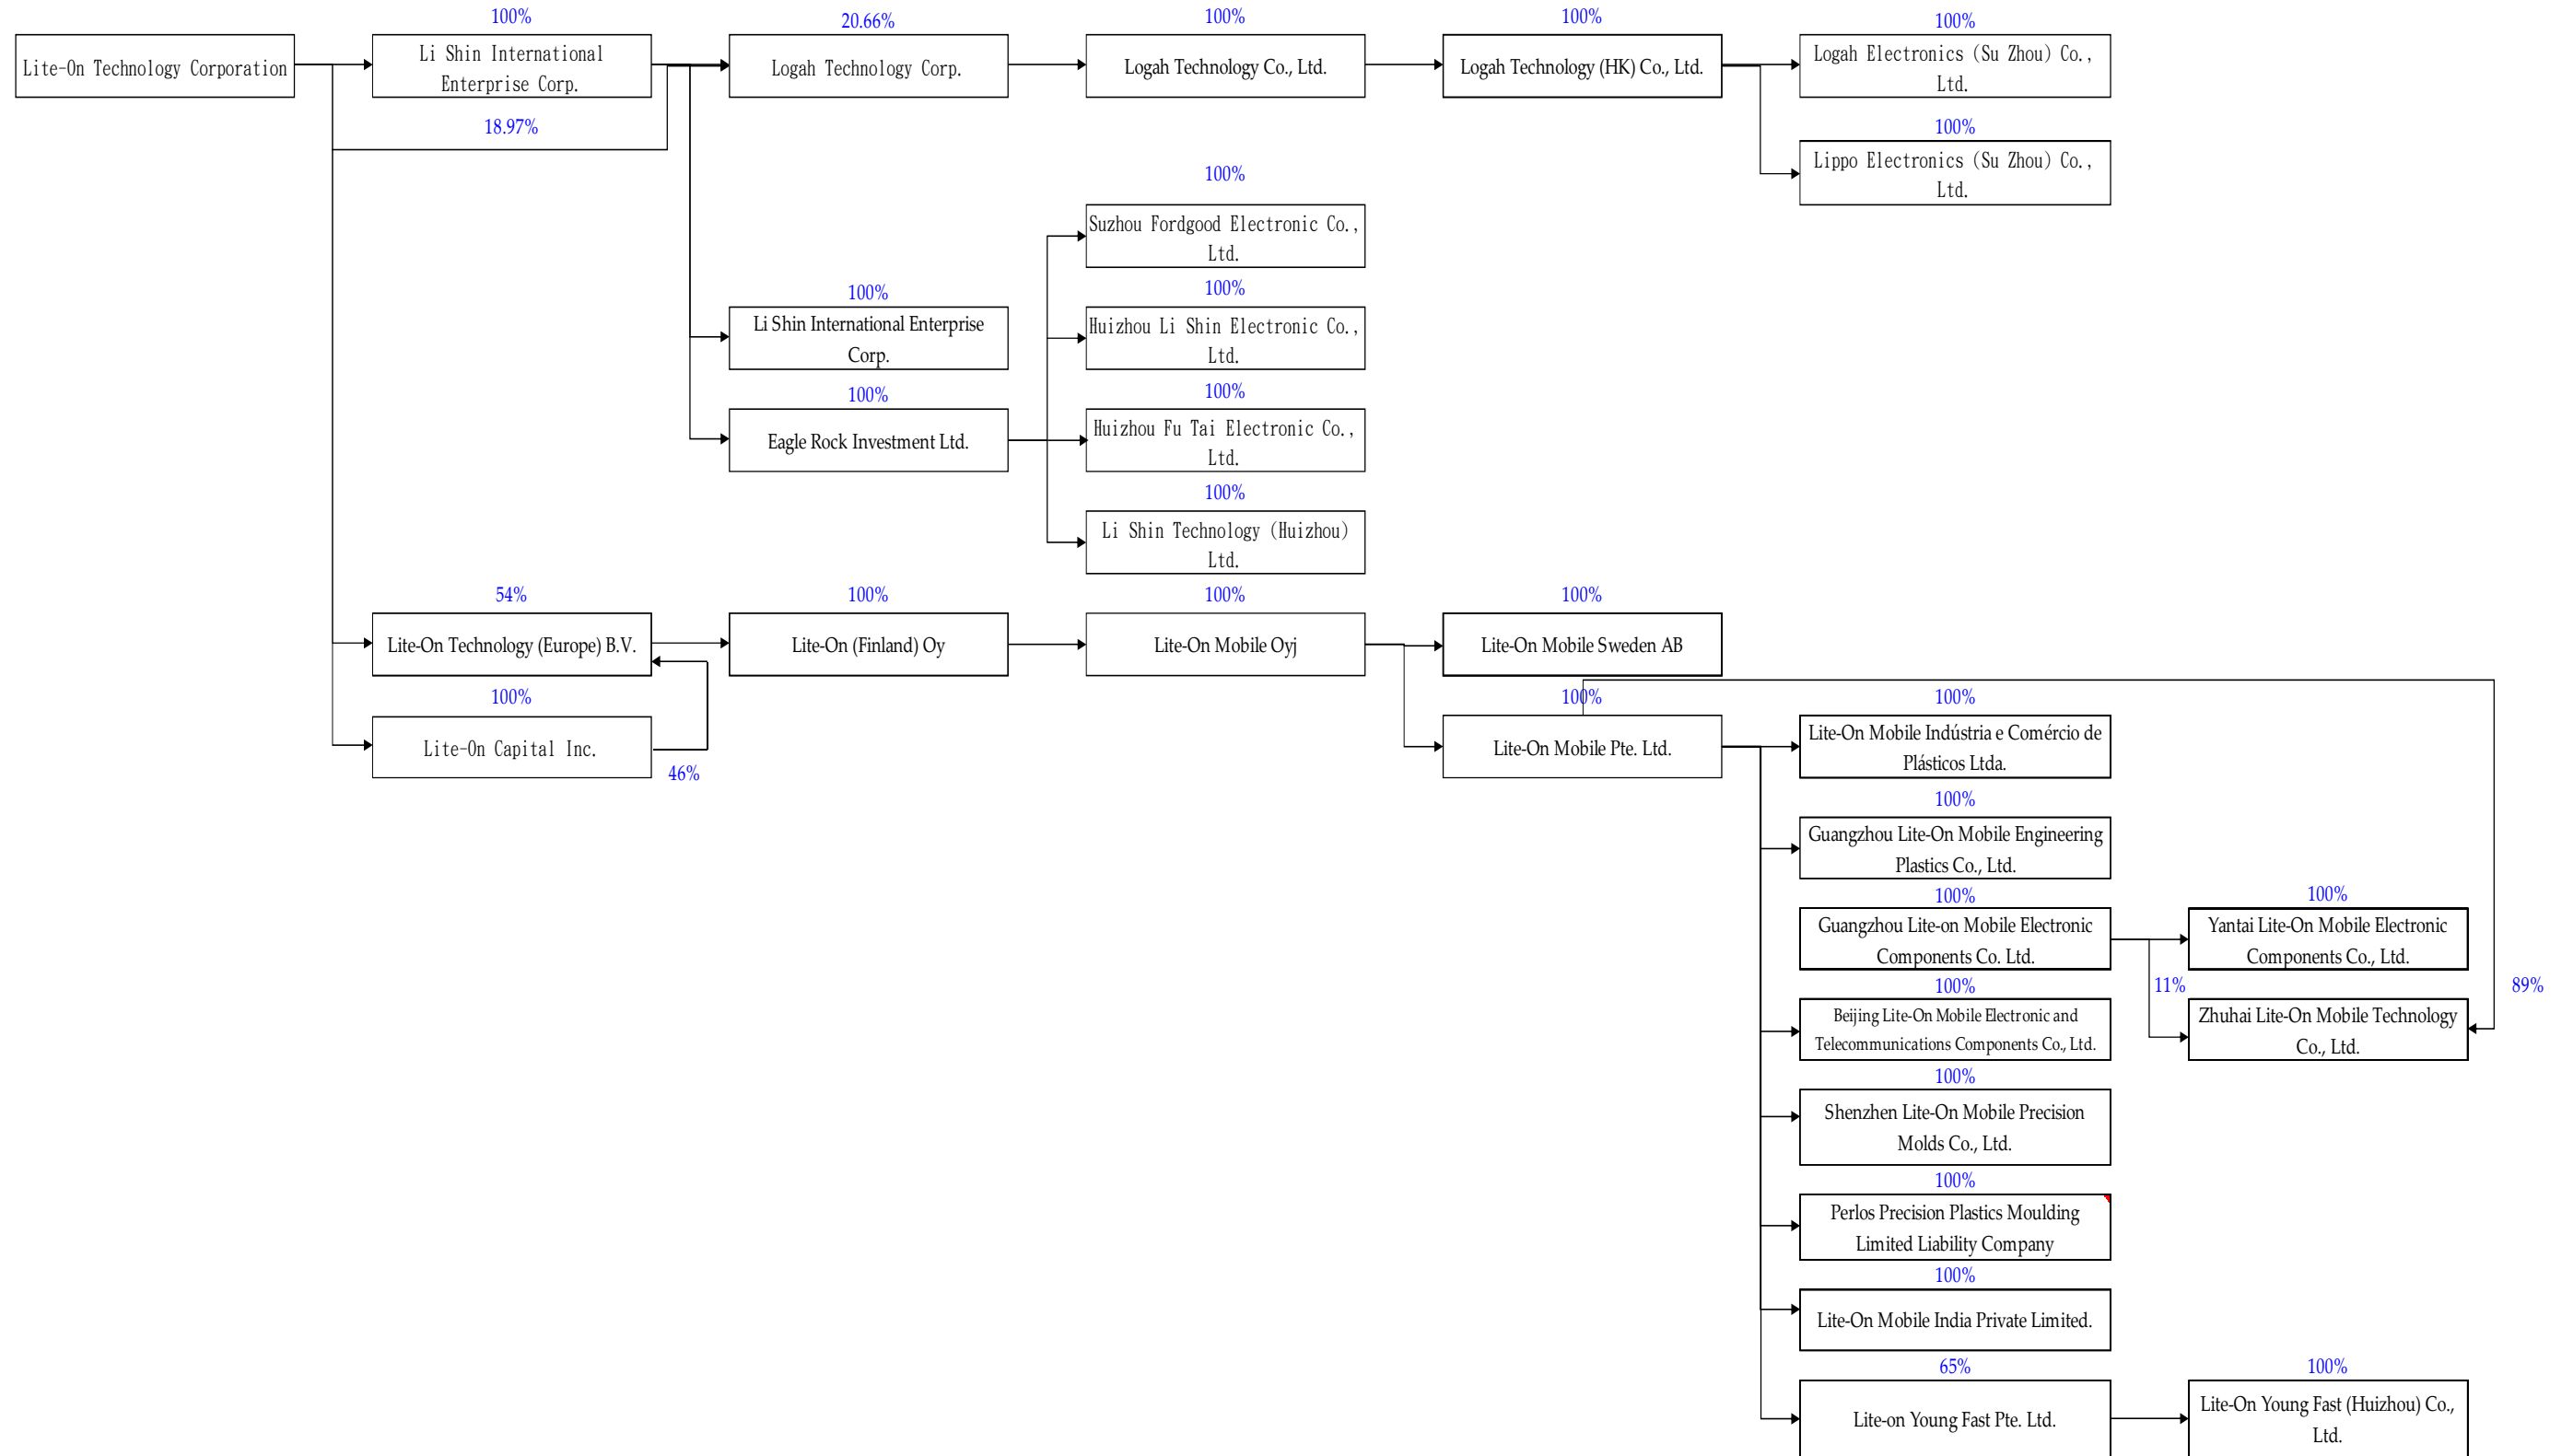 100%
20.66%
100%
100%
100%
Lite-On Technology Corporation
Li Shin International
Enterprise Corp.
Logah Technology Corp.
Logah Technology Co., Ltd.
Logah Technology (HK) Co., Ltd.
Logah Electronics (Su Zhou) Co.,
Ltd.
18.97%
100%
Lippo Electronics (Su Zhou) Co.,
Ltd.
100%
Suzhou Fordgood Electronic Co.,
Ltd.
100%
100%
Li Shin International Enterprise
Corp.
Huizhou Li Shin Electronic Co.,
Ltd.
100%
100%
Eagle Rock Investment Ltd.
Huizhou Fu Tai Electronic Co.,
Ltd.
100%
Li Shin Technology (Huizhou)
Ltd.
54%
100%
100%
100%
Lite-On Technology (Europe) B.V.
Lite-On (Finland) Oy
Lite-On Mobile Oyj
Lite-On Mobile Sweden AB
100%
100%
100%
Lite-On Capital Inc.
46%
Lite-On Mobile Pte. Ltd.
Lite-On Mobile Indústria e Comércio de
Plásticos Ltda.
100%
Guangzhou Lite-On Mobile Engineering
Plastics Co., Ltd.
100%
100%
Guangzhou Lite-on Mobile Electronic
Components Co. Ltd.
Yantai Lite-On Mobile Electronic
Components Co., Ltd.
100%
11%
89%
Beijing Lite-On Mobile Electronic and
Telecommunications Components Co., Ltd.
Zhuhai Lite-On Mobile Technology
Co., Ltd.
100%
Shenzhen Lite-On Mobile Precision
Molds Co., Ltd.
100%
Perlos Precision Plastics Moulding
Limited Liability Company
100%
Lite-On Mobile India Private Limited.
65%
100%
Lite-on Young Fast Pte. Ltd.
Lite-On Young Fast (Huizhou) Co.,
Ltd.